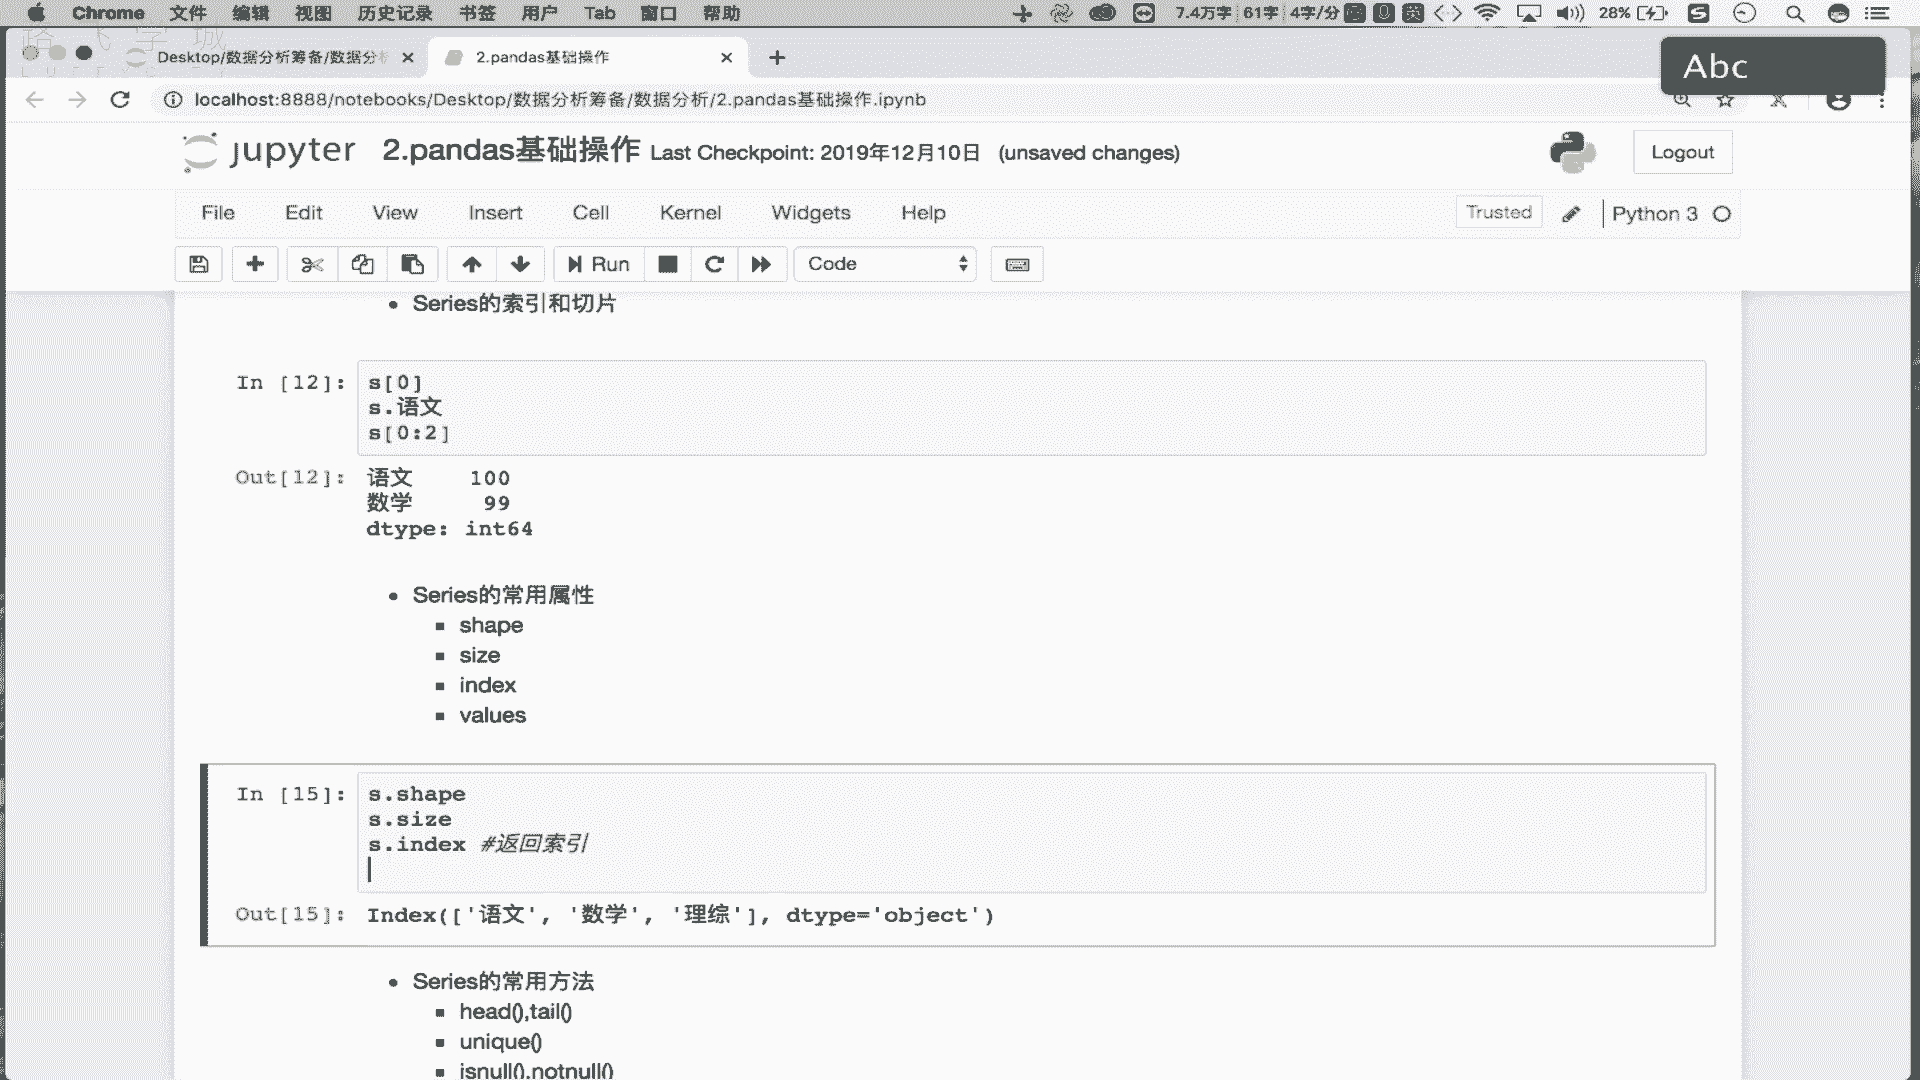 Chrome 文件 编辑 视图 历史记录 书签 用户 Tab 窗口 帮助 7.4万字 61字 4字/分 28%
路飞学城
Desktop/数据分析筹备/数据分 2.pandas基础操作
Abc
localhost:8888/notebooks/Desktop/数据分析筹备/数据分析/2.pandas基础操作.ipynb
jupyter 2.pandas基础操作 Last Checkpoint: 2019年12月10日 (unsaved changes) Logout
File Edit View Insert Cell Kernel Widgets Help Trusted Python 3
Run Code
Series的索引和切片
In [12]: s[0]
s.语文
s[0:2]
Out[12]: 语文 100
数学 99
dtype: int64
Series的常用属性
shape
size
index
values
In [15]: s.shape
s.size
s.index #返回索引
Out[15]: Index(['语文', '数学', '理综'], dtype='object')
Series的常用方法
head(),tail()
unique()
isnull(),notnull()